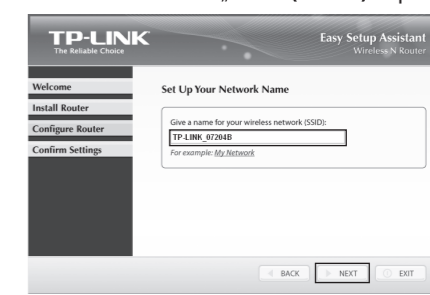 TP-LINK
The Reliable Choice
Easy Setup Assistant
Wireless N Router
Welcome
Install Router
Configure Router
Confirm Settings
Set Up Your Network Name
Give a name for your wireless network (SSID):
TP-LINK_07204B
For example: My Network
BACK
NEXT
EXIT